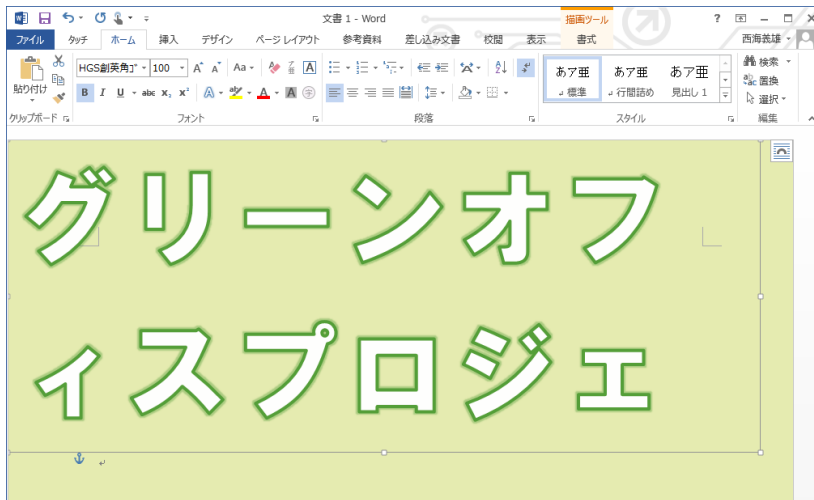 文書 1 - Word
描画ツール
ファイル タッチ ホーム 挿入 デザイン ページ レイアウト 参考資料 差し込み文書 校閲 表示 書式 西海義雄
貼り付け
HGS創英角ｺﾞ 100 A A Aa A
B I U abc X₂ X² A aby A A 字
あア亜 あア亜 あア亜
標準 行間詰め 見出し 1
検索
置換
選択
クリップボード フォント 段落 スタイル 編集
グリーンオフ
ィスプロジェ